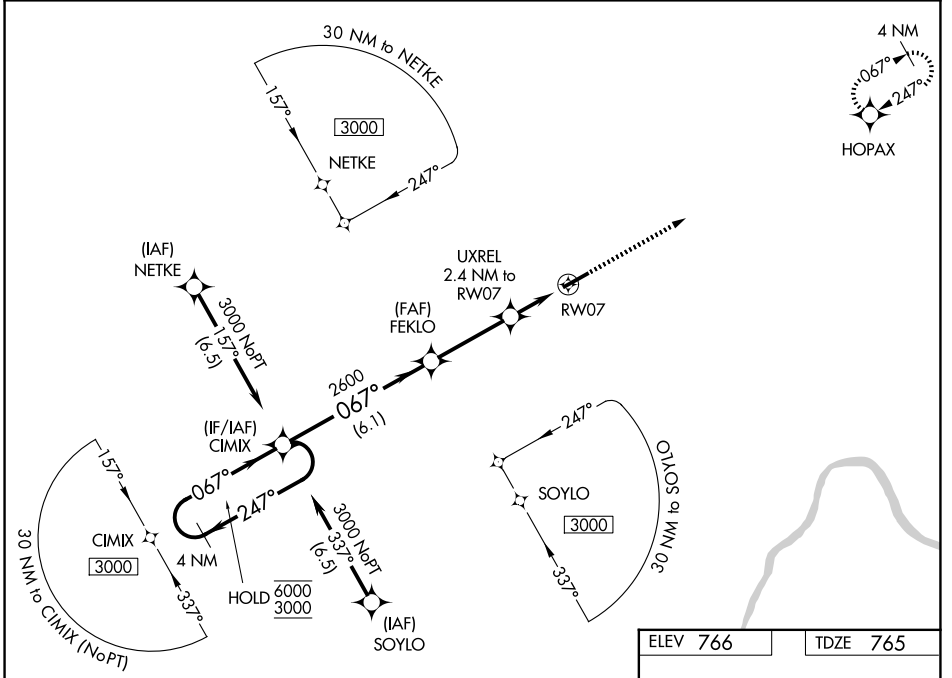 30 NM to NETKE
157°
3000
NETKE
247°
4 NM
067°
247°
HOPAX
(IAF)
NETKE
3000 NoPT
157°
(6.5)
UXREL
2.4 NM to
RW07
RW07
(FAF)
FEKLO
2600
067°
(6.1)
(IF/IAF)
CIMIX
067°
247°
4 NM
HOLD 6000
3000
157°
CIMIX
3000
337°
30 NM to CIMIX (NoPT)
3000 NoPT
337°
(6.5)
(IAF)
SOYLO
247°
SOYLO
3000
337°
30 NM to SOYLO
ELEV 766
TDZE 765